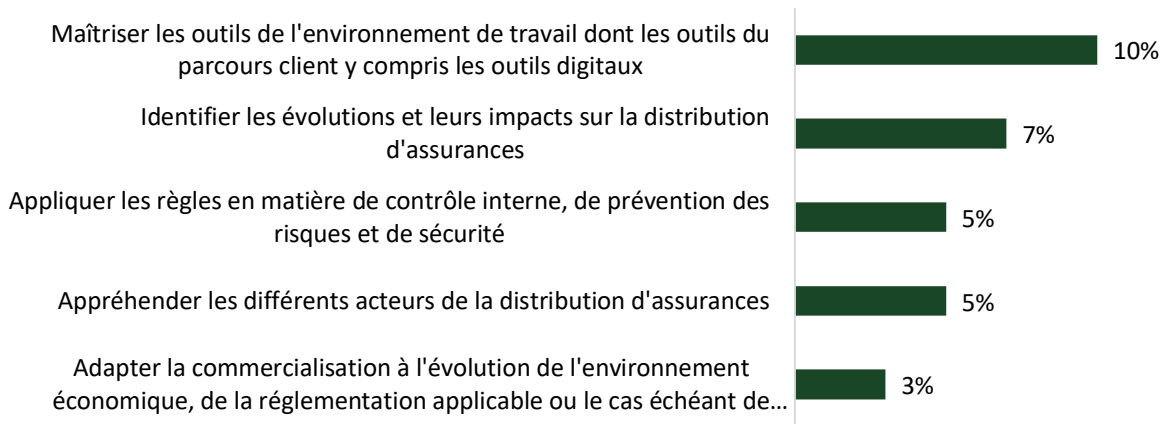 Maîtriser les outils de l'environnement de travail dont les outils du
parcours client y compris les outils digitaux
10%
Identifier les évolutions et leurs impacts sur la distribution
d'assurances
7%
Appliquer les règles en matière de contrôle interne, de prévention des
risques et de sécurité
5%
Appréhender les différents acteurs de la distribution d'assurances
5%
Adapter la commercialisation à l'évolution de l'environnement
économique, de la réglementation applicable ou le cas échéant de…
3%